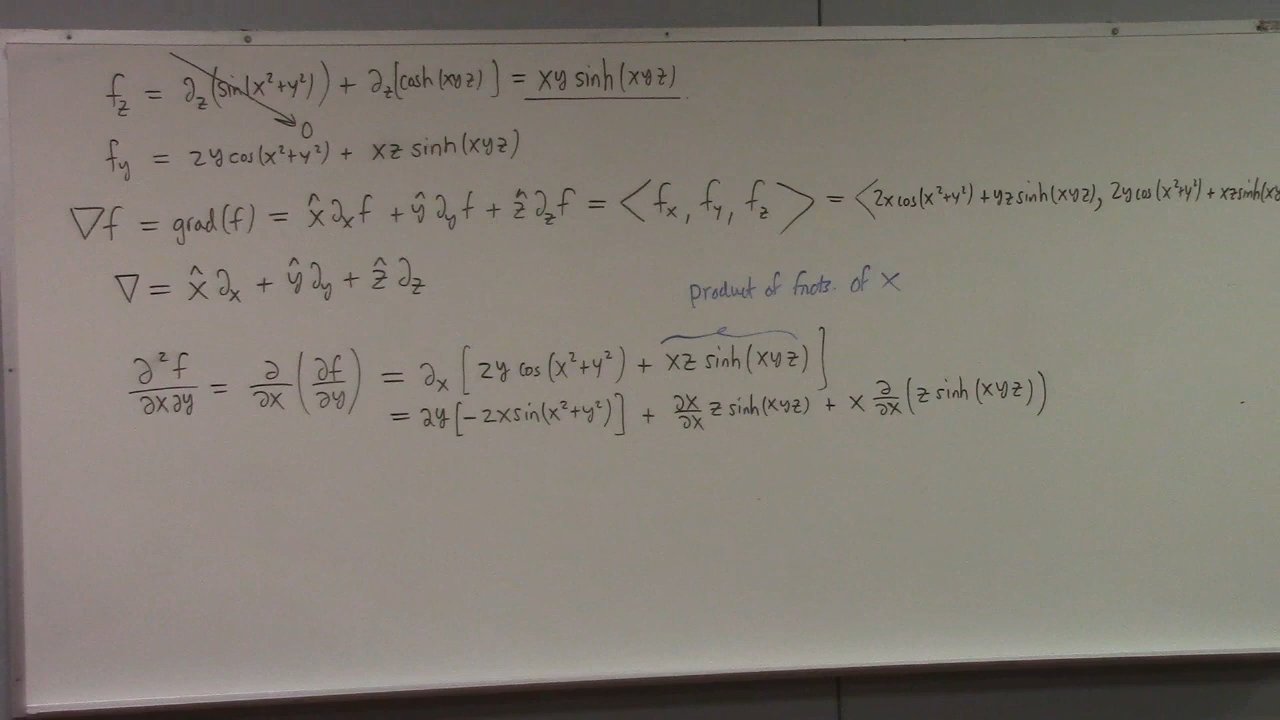 f_z = ∂_z(sin(x²+y²)) + ∂_z[cosh(xyz)] = xy sinh(xyz)
0
f_y = 2y cos(x²+y²) + xz sinh(xyz)
∇f = grad(f) = x̂ ∂_x f + ŷ ∂_y f + ẑ ∂_z f = ⟨f_x, f_y, f_z⟩ = ⟨2x cos(x²+y²) + yz sinh(xyz), 2y cos(x²+y²) + xz sinh(xy
∇ = x̂ ∂_x + ŷ ∂_y + ẑ ∂_z
product of fncts. of x
∂²f/∂x∂y = ∂/∂x (∂f/∂y) = ∂_x [2y cos(x²+y²) + xz sinh(xyz)]
= 2y[-2x sin(x²+y²)] + ∂x/∂x z sinh(xyz) + x ∂/∂x (z sinh(xyz))